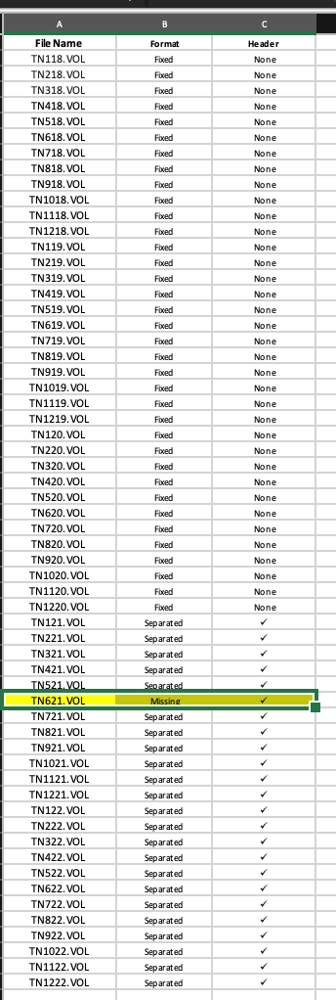 A B C
File Name Format Header
TN118.VOL Fixed None
TN218.VOL Fixed None
TN318.VOL Fixed None
TN418.VOL Fixed None
TN518.VOL Fixed None
TN618.VOL Fixed None
TN718.VOL Fixed None
TN818.VOL Fixed None
TN918.VOL Fixed None
TN1018.VOL Fixed None
TN1118.VOL Fixed None
TN1218.VOL Fixed None
TN119.VOL Fixed None
TN219.VOL Fixed None
TN319.VOL Fixed None
TN419.VOL Fixed None
TN519.VOL Fixed None
TN619.VOL Fixed None
TN719.VOL Fixed None
TN819.VOL Fixed None
TN919.VOL Fixed None
TN1019.VOL Fixed None
TN1119.VOL Fixed None
TN1219.VOL Fixed None
TN120.VOL Fixed None
TN220.VOL Fixed None
TN320.VOL Fixed None
TN420.VOL Fixed None
TN520.VOL Fixed None
TN620.VOL Fixed None
TN720.VOL Fixed None
TN820.VOL Fixed None
TN920.VOL Fixed None
TN1020.VOL Fixed None
TN1120.VOL Fixed None
TN1220.VOL Fixed None
TN121.VOL Separated ✓
TN221.VOL Separated ✓
TN321.VOL Separated ✓
TN421.VOL Separated ✓
TN521.VOL Separated ✓
TN621.VOL Missing ✓
TN721.VOL Separated ✓
TN821.VOL Separated ✓
TN921.VOL Separated ✓
TN1021.VOL Separated ✓
TN1121.VOL Separated ✓
TN1221.VOL Separated ✓
TN122.VOL Separated ✓
TN222.VOL Separated ✓
TN322.VOL Separated ✓
TN422.VOL Separated ✓
TN522.VOL Separated ✓
TN622.VOL Separated ✓
TN722.VOL Separated ✓
TN822.VOL Separated ✓
TN922.VOL Separated ✓
TN1022.VOL Separated ✓
TN1122.VOL Separated ✓
TN1222.VOL Separated ✓